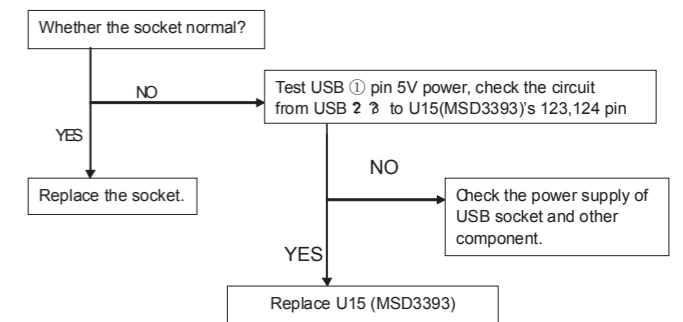 Whether the socket normal?
NO
Test USB ① pin 5V power, check the circuit
from USB 2 3 to U15(MSD3393)'s 123,124 pin
YES
Replace the socket.
NO
Check the power supply of
USB socket and other
component.
YES
Replace U15 (MSD3393)